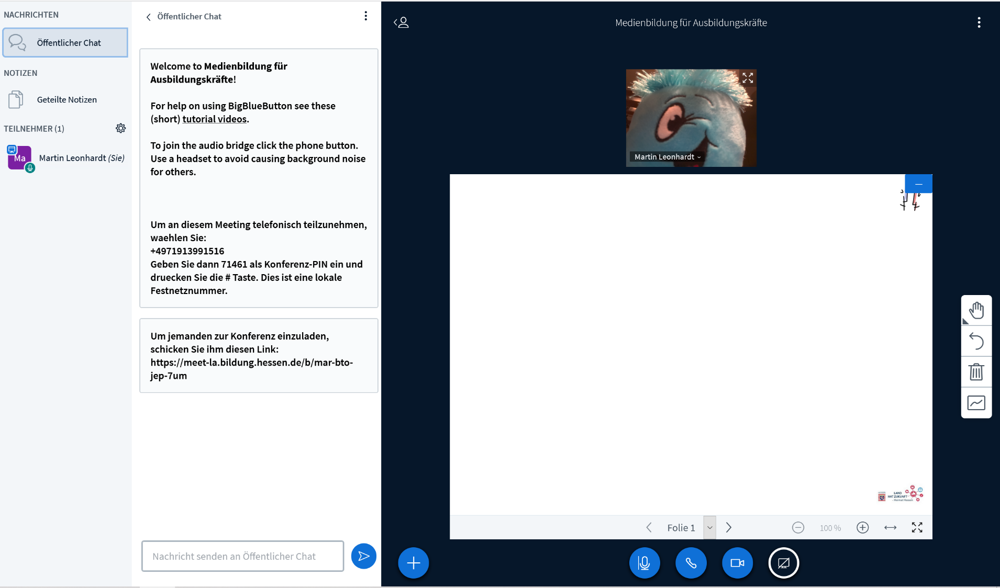 NACHRICHTEN
Öffentlicher Chat
NOTIZEN
Geteilte Notizen
TEILNEHMER (1)
Ma
Martin Leonhardt (Sie)
Öffentlicher Chat
Welcome to Medienbildung für
Ausbildungskräfte!
For help on using BigBlueButton see these
(short) tutorial videos.
To join the audio bridge click the phone button.
Use a headset to avoid causing background noise
for others.
Um an diesem Meeting telefonisch teilzunehmen,
waehlen Sie:
+4971913991516
Geben Sie dann 71461 als Konferenz-PIN ein und
druecken Sie die # Taste. Dies ist eine lokale
Festnetznummer.
Um jemanden zur Konferenz einzuladen,
schicken Sie ihm diesen Link:
https://meet-la.bildung.hessen.de/b/mar-bto-
jep-7um
Nachricht senden an Öffentlicher Chat
Medienbildung für Ausbildungskräfte
Martin Leonhardt
LAND
HAT ZUKUNFT
- Heimat Hessen
Folie 1
100 %